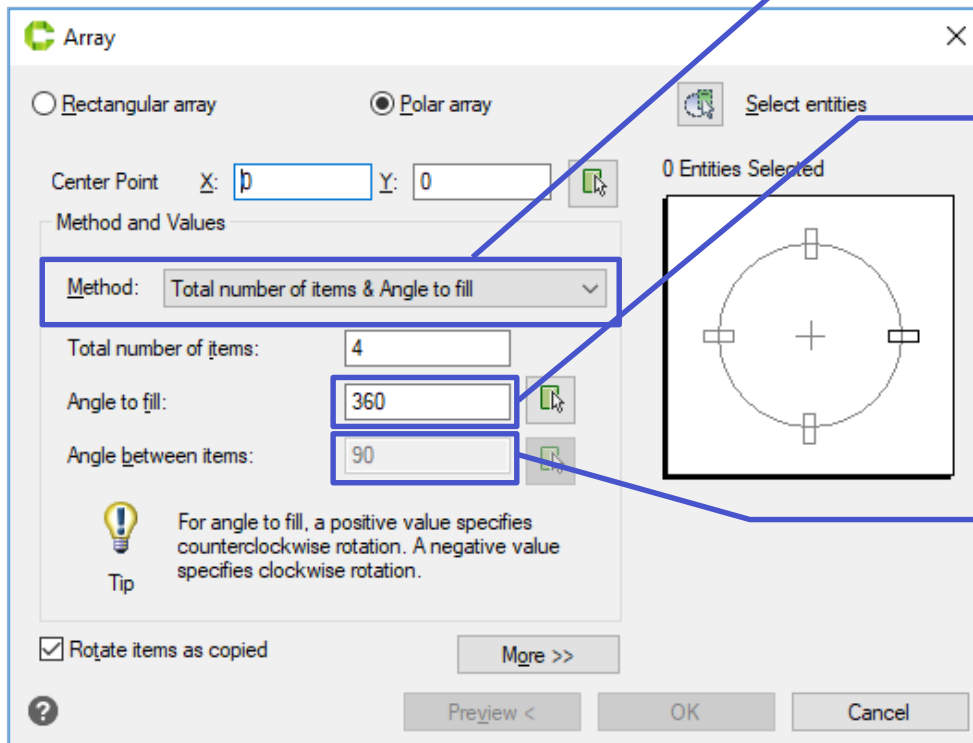 Array
Rectangular array
Polar array
Select entities
Center Point X: 0 Y: 0
0 Entities Selected
Method and Values
Method: Total number of items & Angle to fill
Total number of items: 4
Angle to fill: 360
Angle between items: 90
For angle to fill, a positive value specifies
counterclockwise rotation. A negative value
specifies clockwise rotation.
Tip
Rotate items as copied
More >>
?
Preview <
OK
Cancel